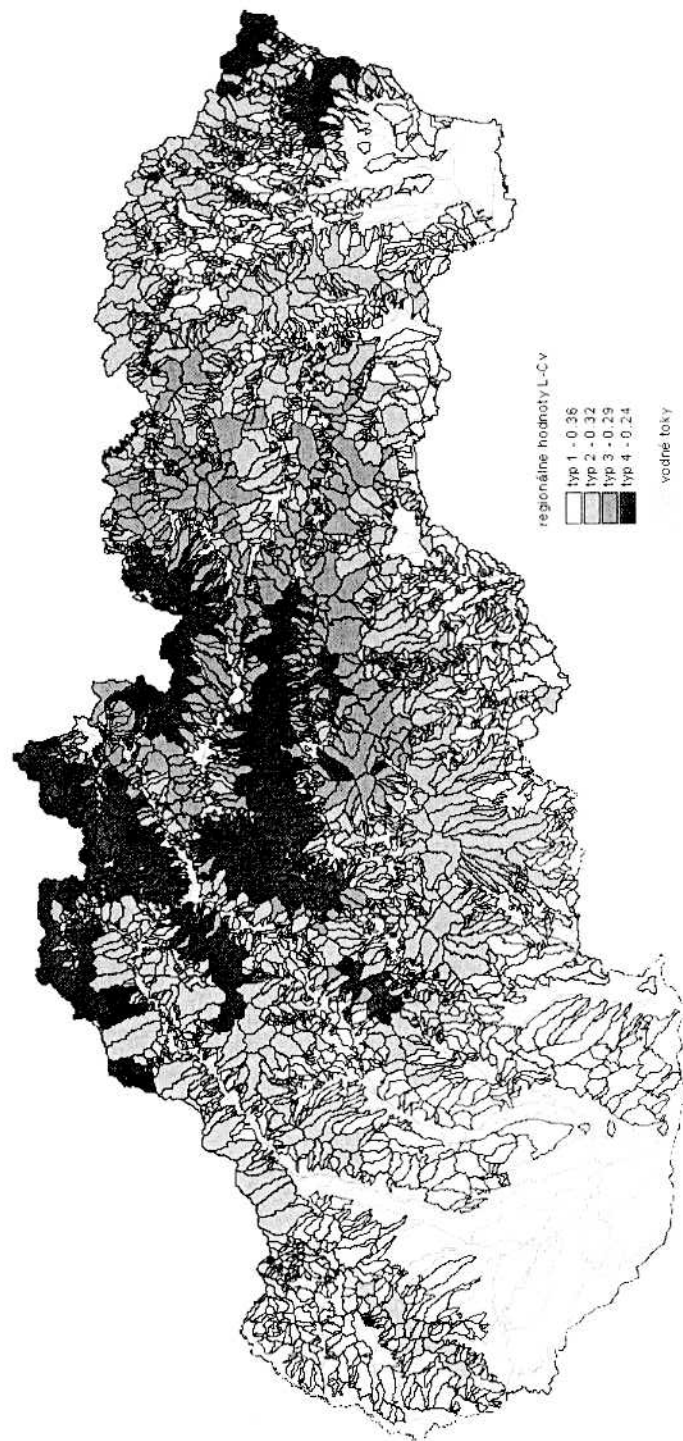 regionálne hodnoty L-Cv
typ 1 - 0.36
typ 2 - 0.32
typ 3 - 0.29
typ 4 - 0.24
vodné toky